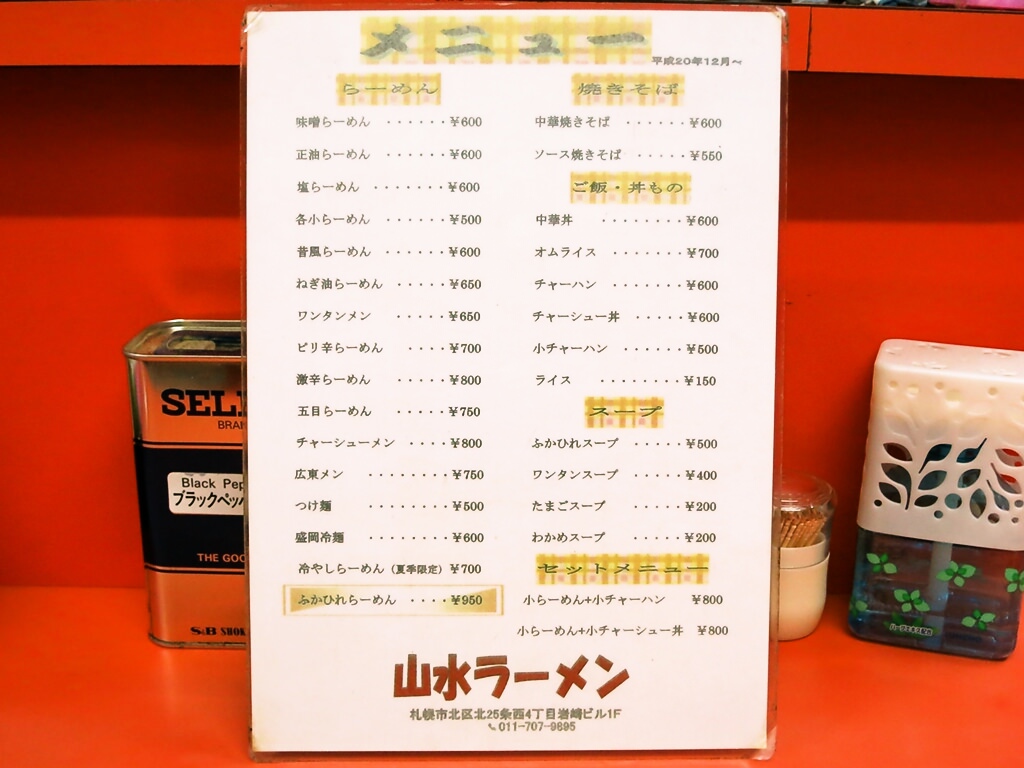 メニュー
平成20年12月〜
らーめん
味噌らーめん ・・・・・・¥600
正油らーめん ・・・・・・¥600
塩らーめん ・・・・・・・¥600
各小らーめん ・・・・・・¥500
昔風らーめん ・・・・・・¥600
ねぎ油らーめん ・・・・・¥650
ワンタンメン ・・・・・¥650
ピリ辛らーめん ・・・・¥700
激辛らーめん ・・・・・¥800
五目らーめん ・・・・・¥750
チャーシューメン ・・・・¥800
広東メン ・・・・・・・・¥750
つけ麺 ・・・・・・・・¥500
盛岡冷麺 ・・・・・・・・¥600
冷やしらーめん（夏季限定）¥700
ふかひれらーめん ・・・・¥950
焼きそば
中華焼きそば ・・・・・・¥600
ソース焼きそば ・・・・・¥550
ご飯・丼もの
中華丼 ・・・・・・・・¥600
オムライス ・・・・・・・¥700
チャーハン ・・・・・・・¥600
チャーシュー丼 ・・・・・¥600
小チャーハン ・・・・・・¥500
ライス ・・・・・・・・¥150
スープ
ふかひれスープ ・・・・・¥500
ワンタンスープ ・・・・・¥400
たまごスープ ・・・・・¥200
わかめスープ ・・・・・¥200
セットメニュー
小らーめん+小チャーハン ¥800
小らーめん+小チャーシュー丼 ¥800
山水ラーメン
札幌市北区北25条西4丁目岩崎ビル1F
011-707-9895
SEL
BRAN
Black Pep
ブラックペッパ
THE GOO
S&B SHOK
ハーブエキス配合